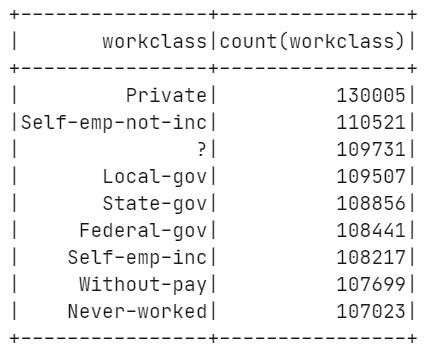 +----------------+----------------+
|       workclass|count(workclass)|
+----------------+----------------+
|         Private|          130005|
|Self-emp-not-inc|          110521|
|               ?|          109731|
|       Local-gov|          109507|
|       State-gov|          108856|
|     Federal-gov|          108441|
|    Self-emp-inc|          108217|
|     Without-pay|          107699|
|    Never-worked|          107023|
+----------------+----------------+